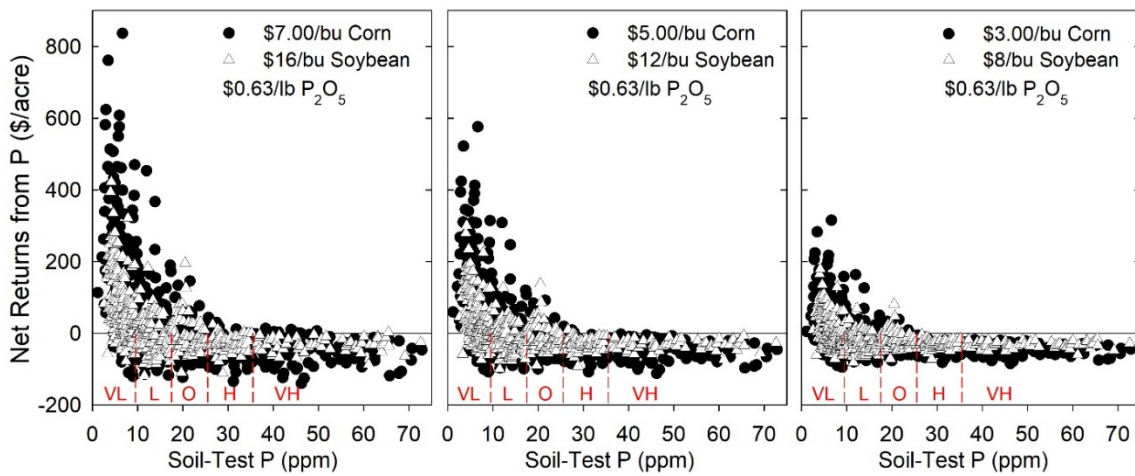 Net Returns from P ($/acre)
800
600
400
200
0
-200
$7.00/bu Corn
$16/bu Soybean
$0.63/lb P₂O₅
VL L O H VH
0 10 20 30 40 50 60 70
Soil-Test P (ppm)
$5.00/bu Corn
$12/bu Soybean
$0.63/lb P₂O₅
VL L O H VH
0 10 20 30 40 50 60 70
Soil-Test P (ppm)
$3.00/bu Corn
$8/bu Soybean
$0.63/lb P₂O₅
VL L O H VH
0 10 20 30 40 50 60 70
Soil-Test P (ppm)